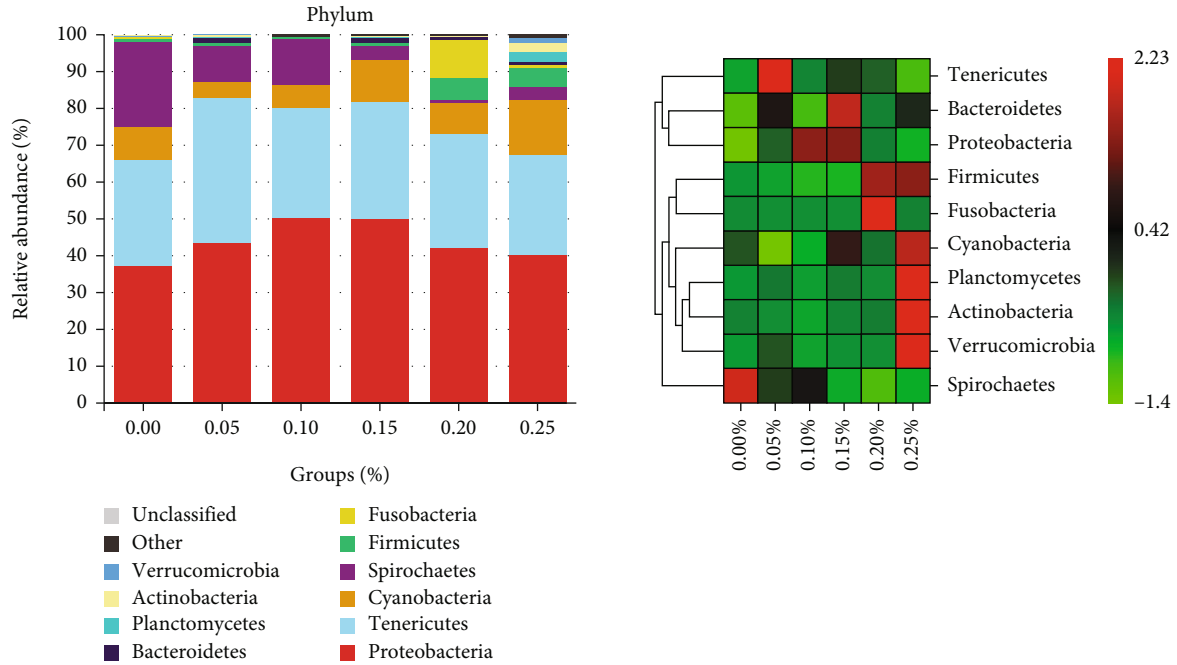 Phylum
Relative abundance (%)
100
90
80
70
60
50
40
30
20
10
0
0.00 0.05 0.10 0.15 0.20 0.25
Groups (%)
Unclassified
Other
Verrucomicrobia
Actinobacteria
Planctomycetes
Bacteroidetes
Fusobacteria
Firmicutes
Spirochaetes
Cyanobacteria
Tenericutes
Proteobacteria
Tenericutes
Bacteroidetes
Proteobacteria
Firmicutes
Fusobacteria
Cyanobacteria
Planctomycetes
Actinobacteria
Verrucomicrobia
Spirochaetes
0.00% 0.05% 0.10% 0.15% 0.20% 0.25%
2.23
0.42
−1.4